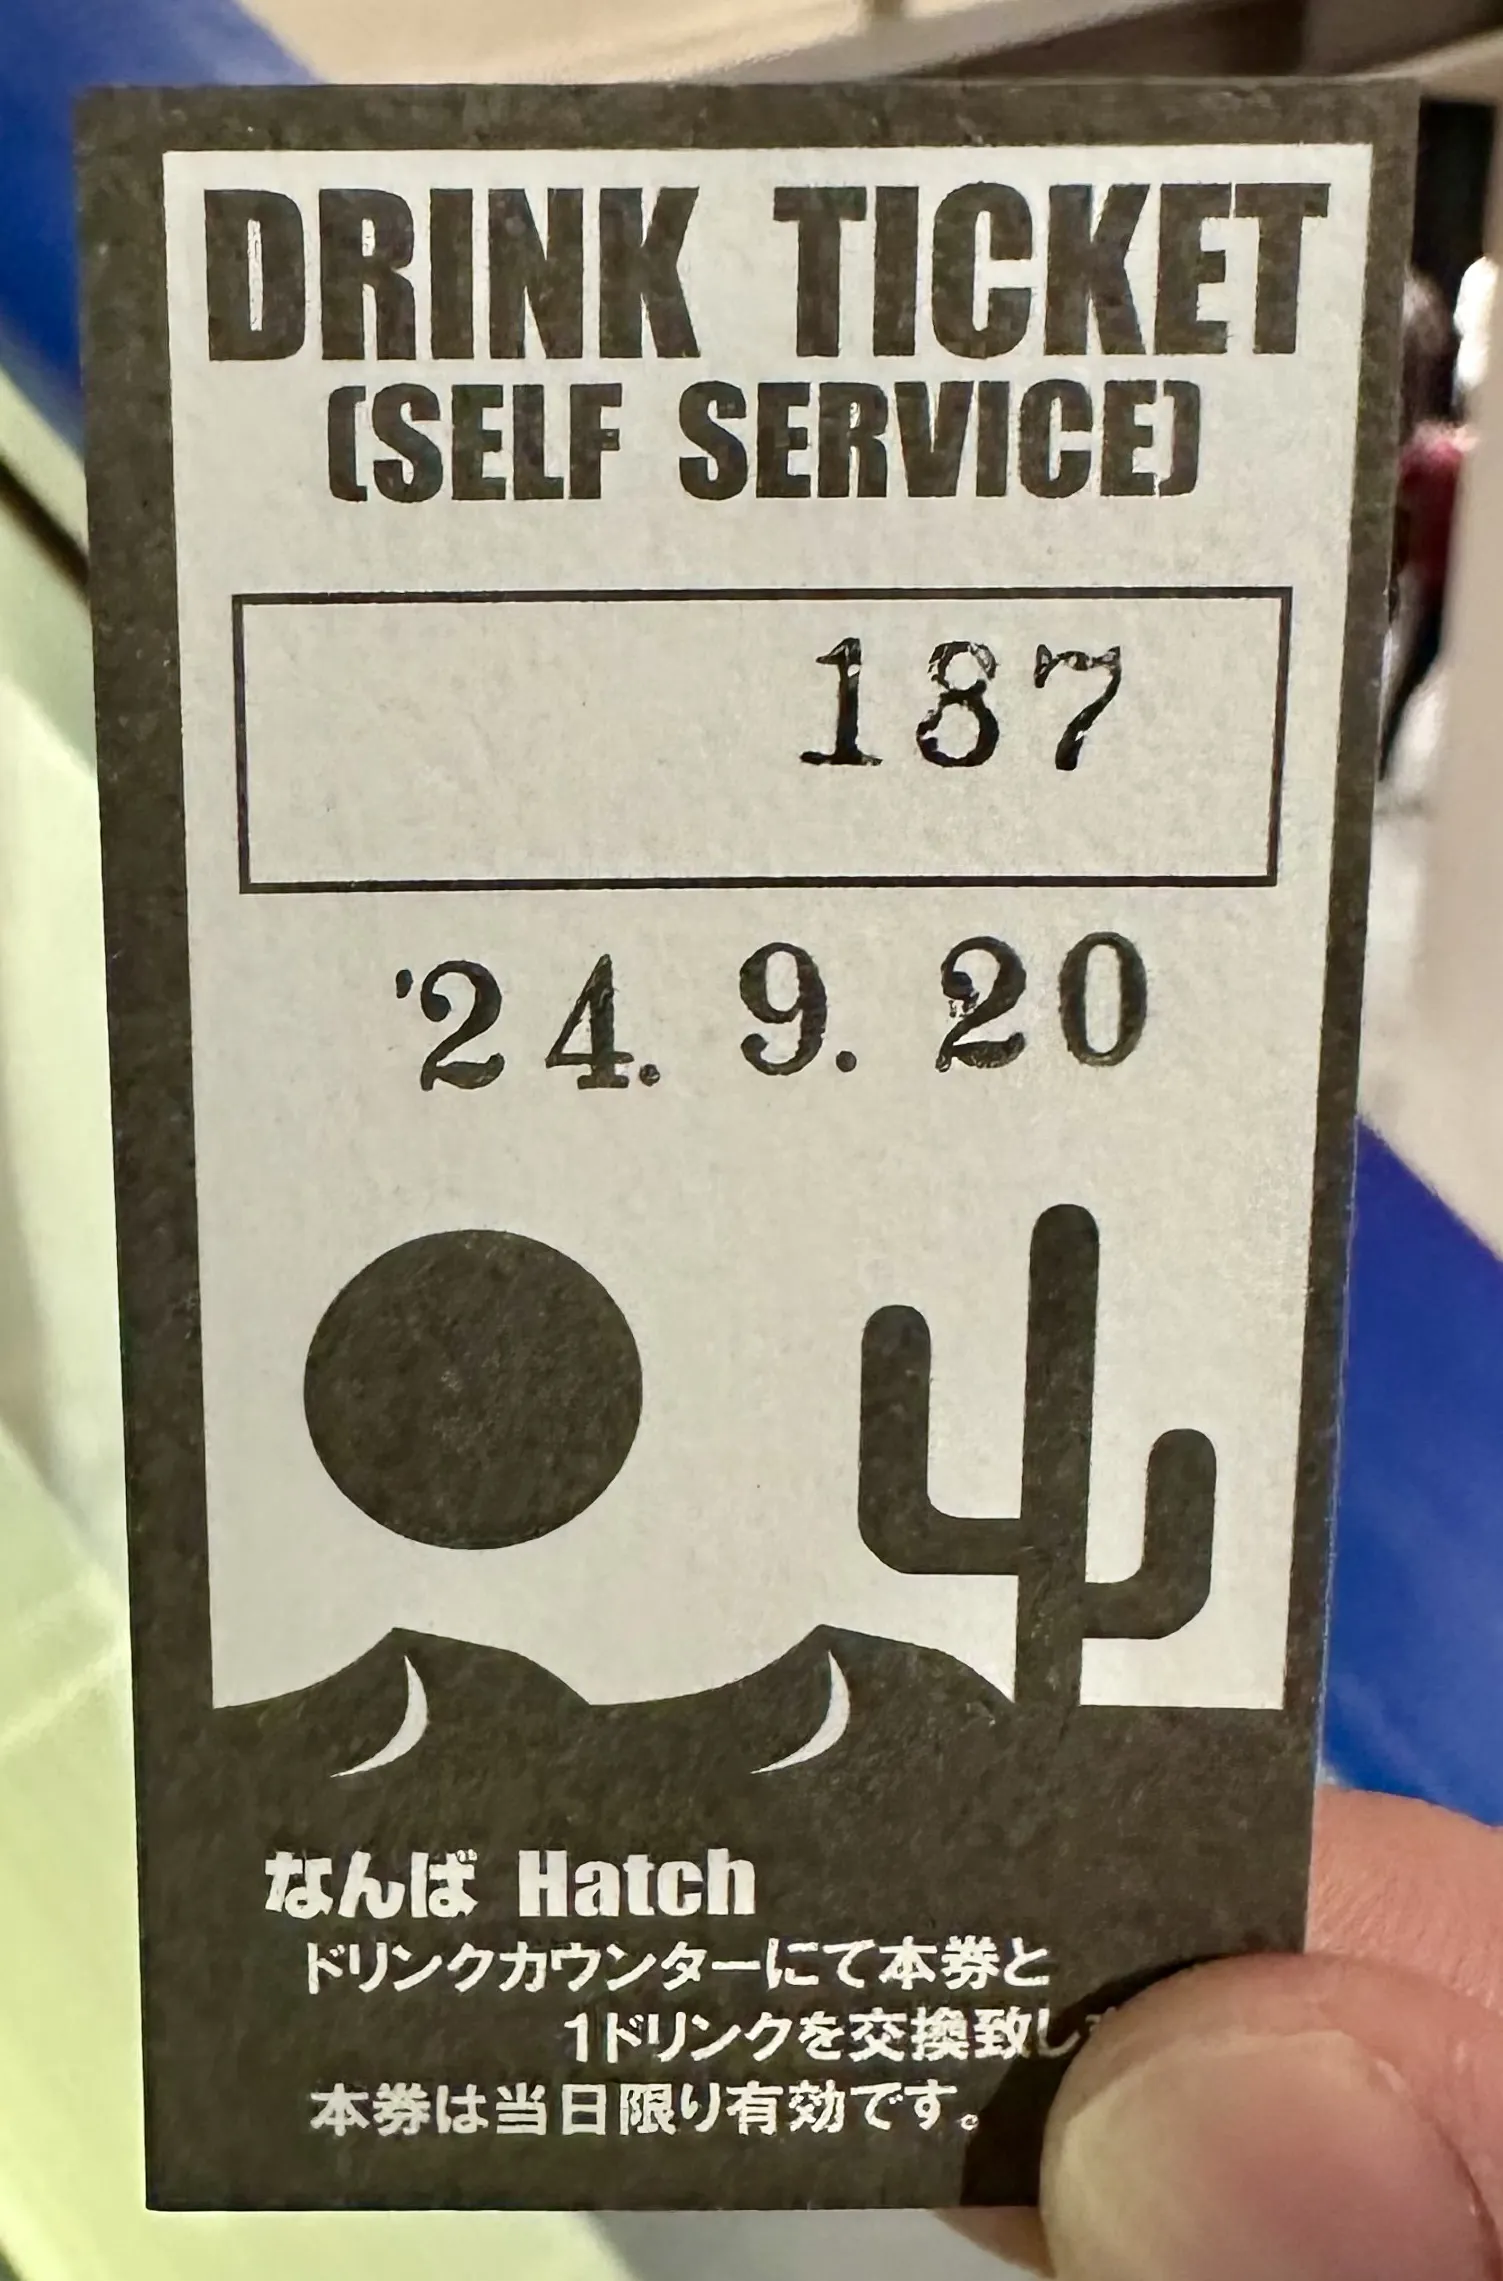 DRINK TICKET
(SELF SERVICE)
187
'24. 9. 20
なんば Hatch
ドリンクカウンターにて本券と
1ドリンクを交換致し
本券は当日限り有効です。